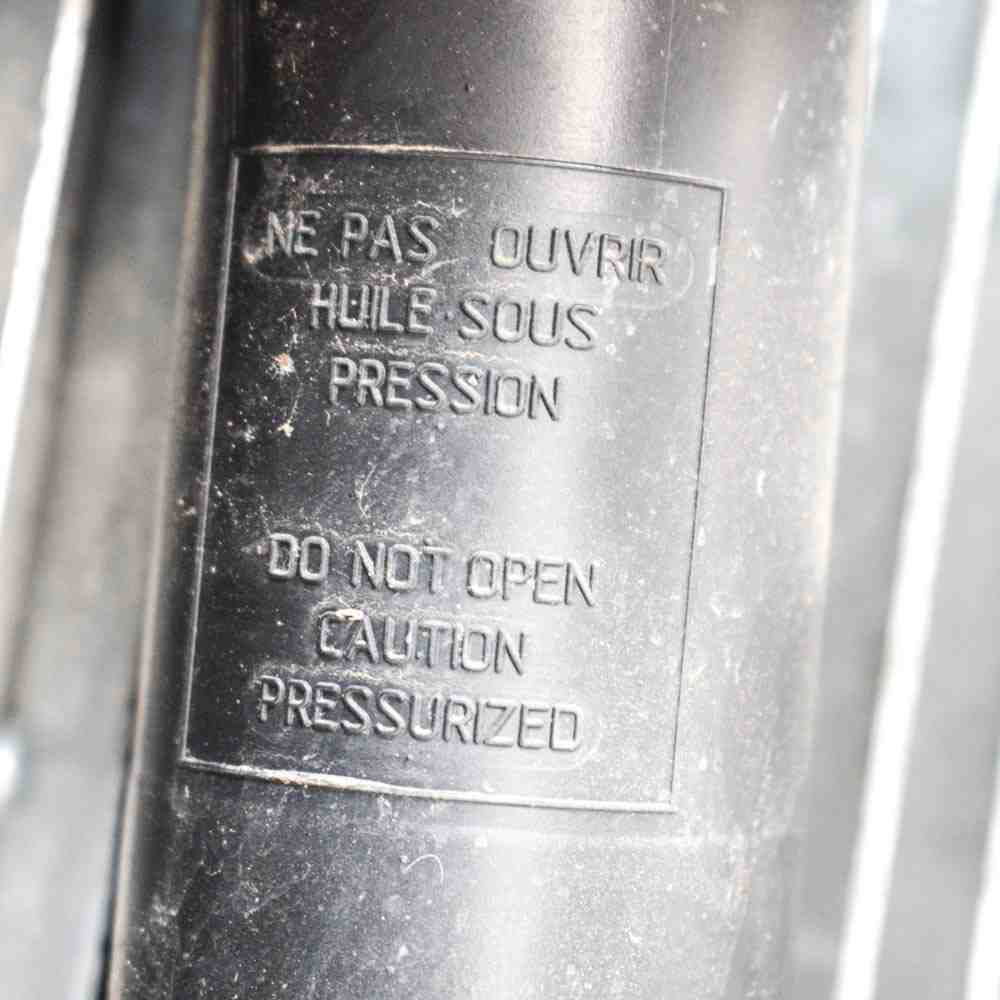 NE PAS OUVRIR
HUILE SOUS
PRESSION
DO NOT OPEN
CAUTION
PRESSURIZED